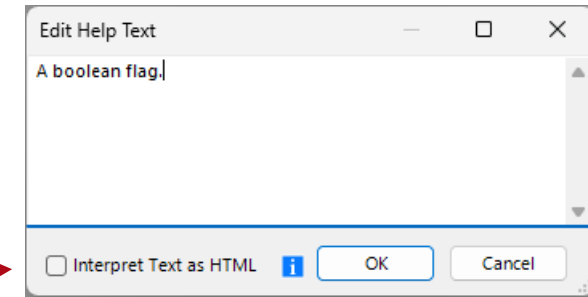 Edit Help Text
A boolean flag.
Interpret Text as HTML i OK Cancel